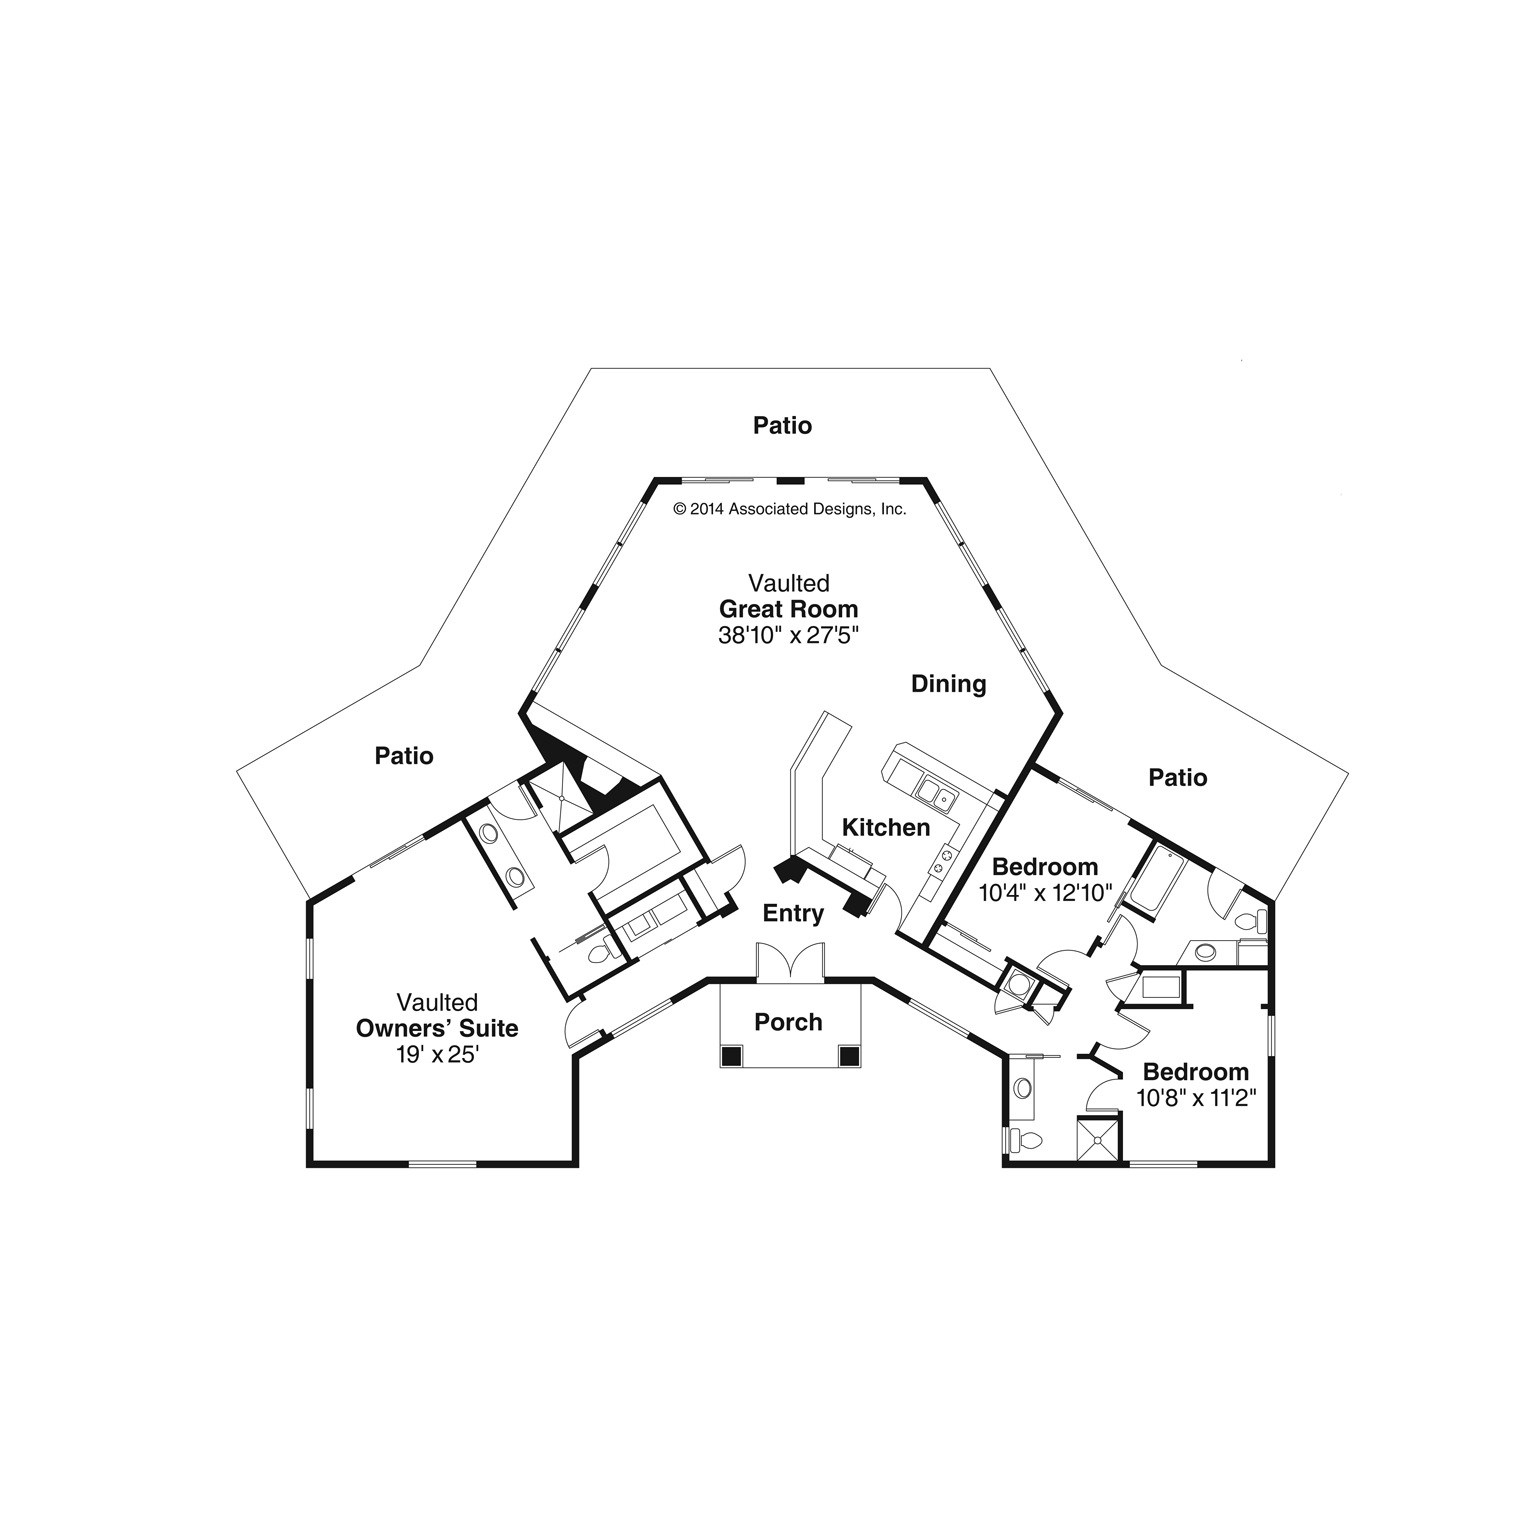 Patio
© 2014 Associated Designs, Inc.
Vaulted
Great Room
38'10" x 27'5"
Dining
Patio
Patio
Kitchen
Bedroom
10'4" x 12'10"
Entry
Vaulted
Owners’ Suite
19' x 25'
Porch
Bedroom
10'8" x 11'2"